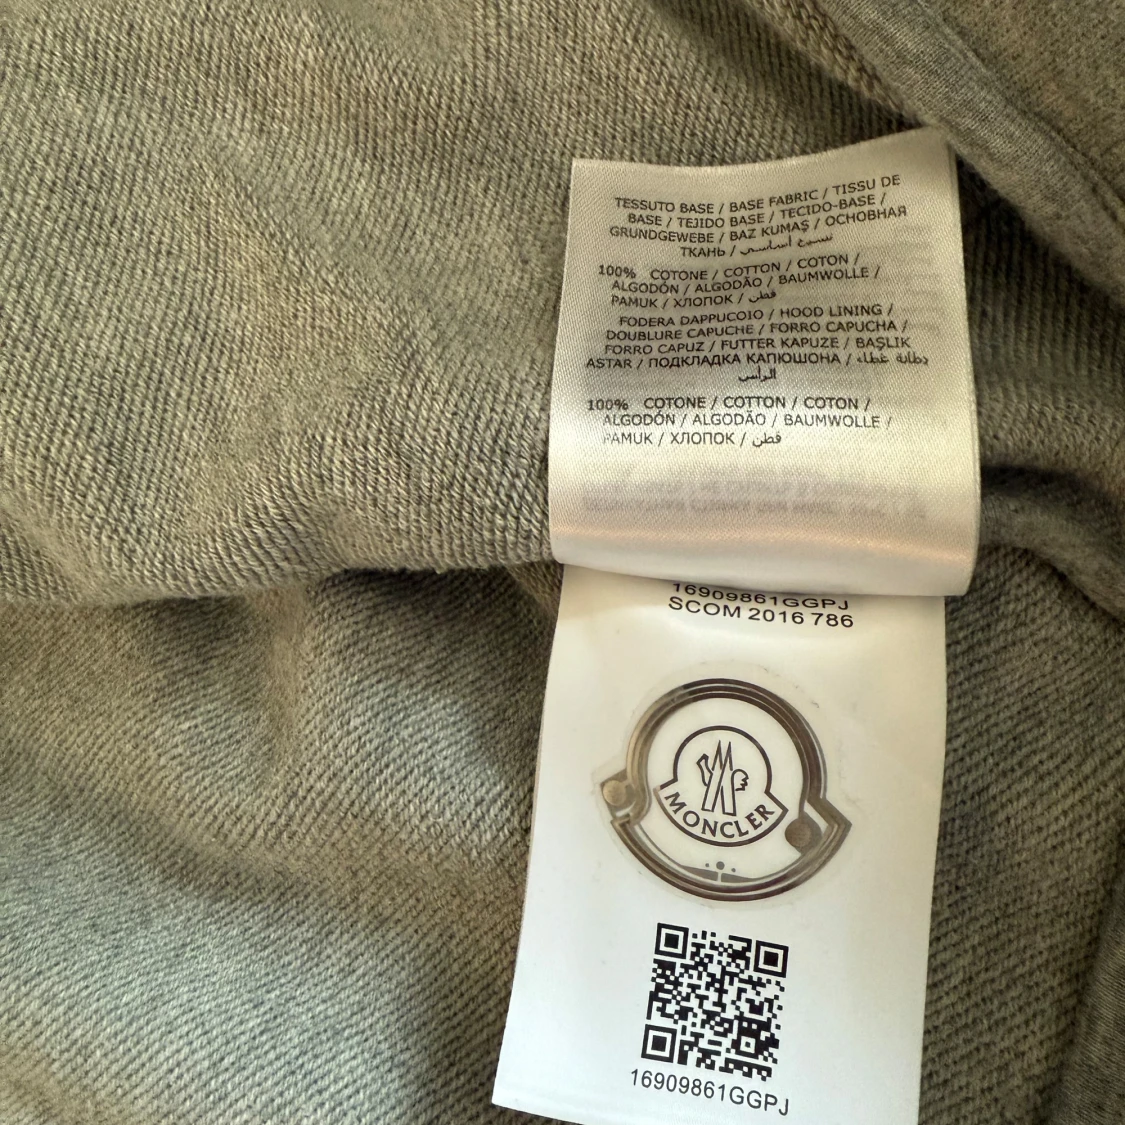 TESSUTO BASE / BASE FABRIC / TISSU DE
BASE / TEJIDO BASE / TECIDO-BASE /
GRUNDGEWEBE / BAZ KUMAŞ / ОСНОВНАЯ
ТКАНЬ / نسيج أساسي
100% COTONE / COTTON / COTON /
ALGODÓN / ALGODÃO / BAUMWOLLE /
PAMUK / ХЛОПОК / قطن
FODERA DAPPUCOIO / HOOD LINING /
DOUBLURE CAPUCHE / FORRO CAPUCHA /
FORRO CAPUZ / FUTTER KAPUZE / BAŞLIK
ASTAR / ПОДКЛАДКА КАПЮШОНА / غطاء
الرأس
100% COTONE / COTTON / COTON /
ALGODÓN / ALGODÃO / BAUMWOLLE /
PAMUK / ХЛОПОК / قطن
16909861GGPJ
SCOM 2016 786
MONCLER
16909861GGPJ